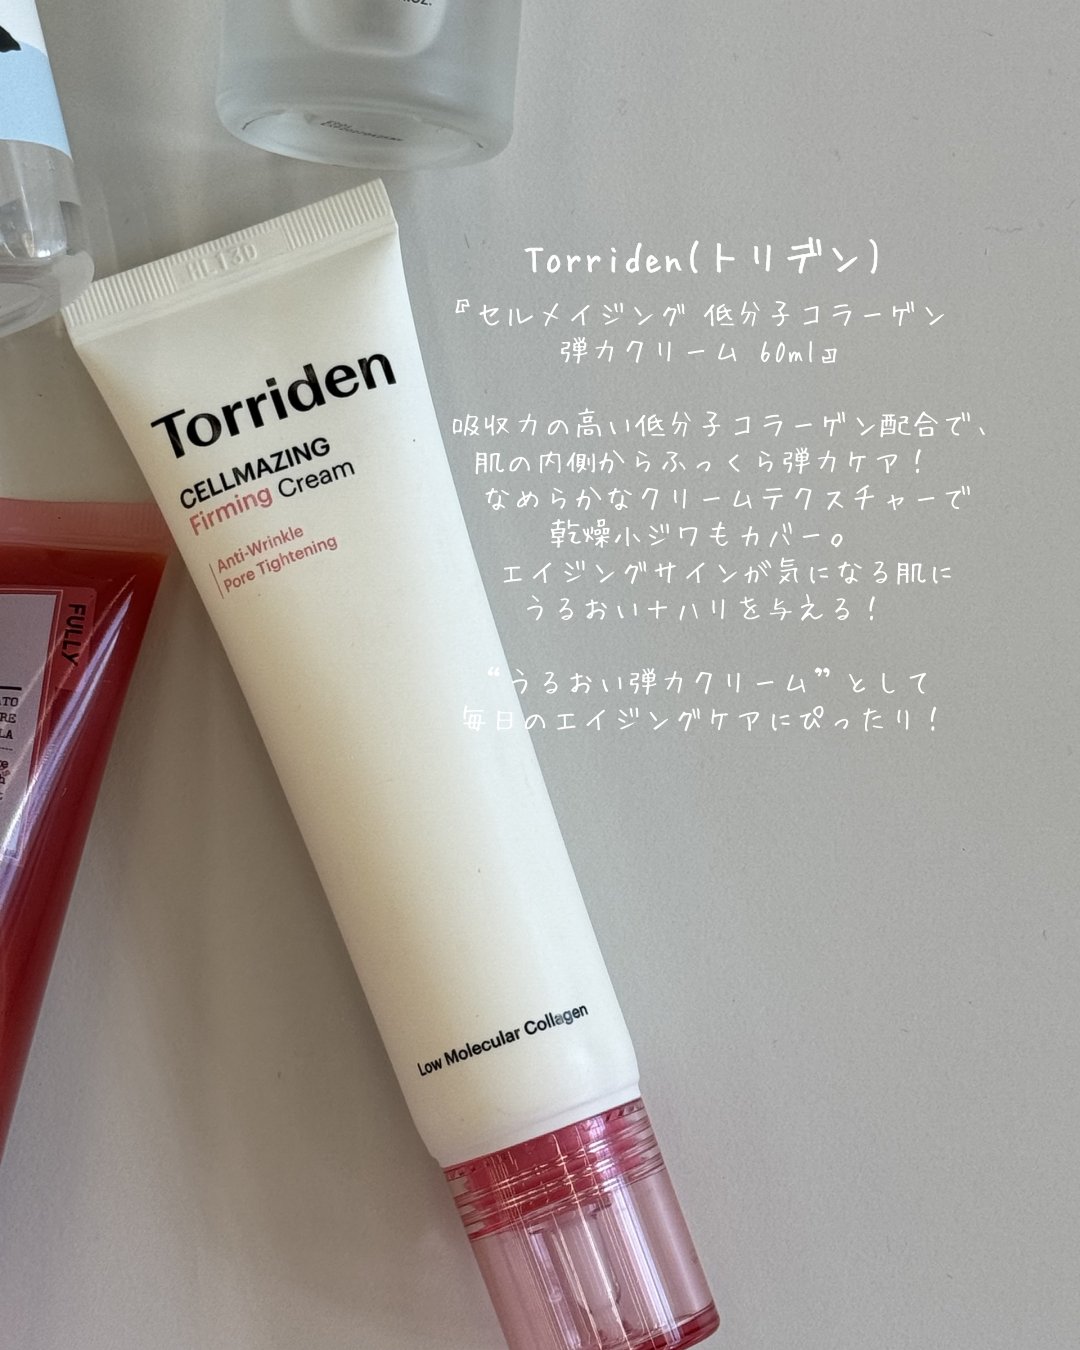 Torriden(トリデン)
『セルメイジング 低分子コラーゲン
弾力クリーム 60ml』
吸収力の高い低分子コラーゲン配合で、
肌の内側からふっくら弾力ケア！
なめらかなクリームテクスチャーで
乾燥小ジワもカバー。
エイジングサインが気になる肌に
うるおい+ハリを与える！
“うるおい弾力クリーム”として
毎日のエイジングケアにぴったり！
Torriden
CELLMAZING
Firming Cream
Anti-Wrinkle
Pore Tightening
Low Molecular Collagen
FULLY